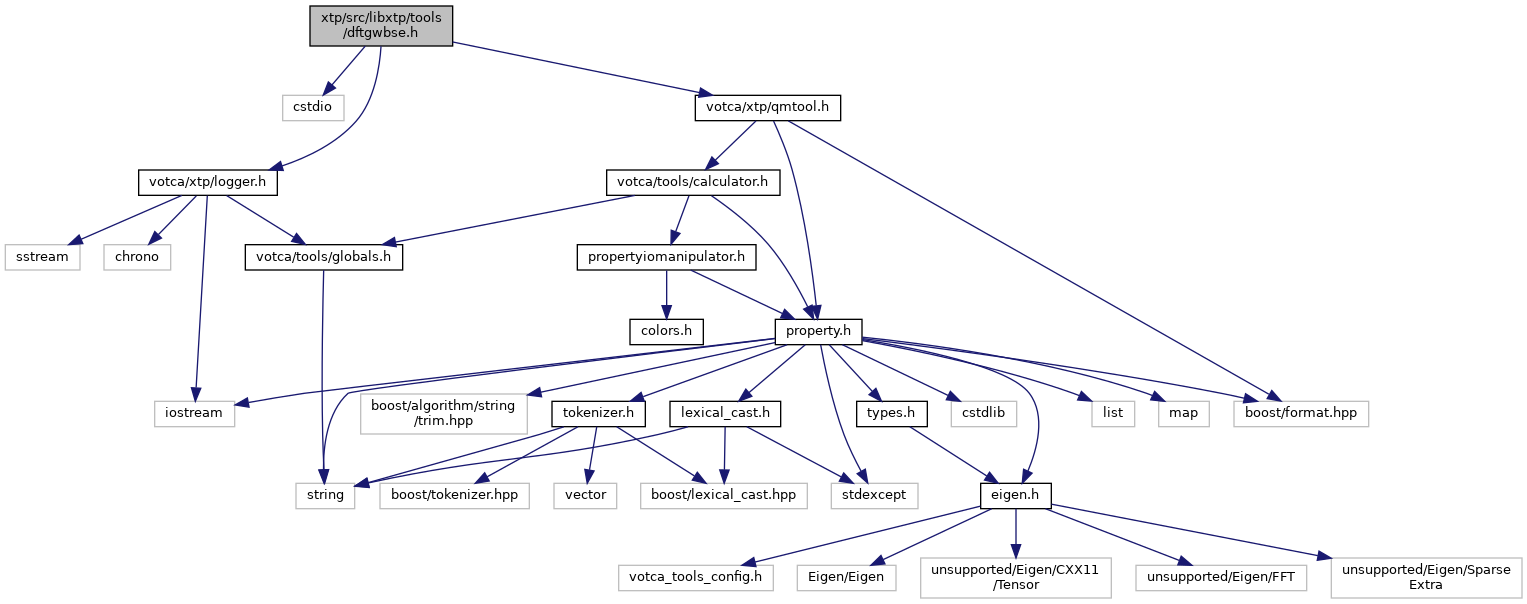 xtp/src/libxtp/tools
/dftgwbse.h
cstdio
votca/xtp/qmtool.h
votca/xtp/logger.h
votca/tools/calculator.h
sstream
chrono
votca/tools/globals.h
propertyiomanipulator.h
colors.h
property.h
iostream
boost/algorithm/string
/trim.hpp
tokenizer.h
lexical_cast.h
types.h
cstdlib
list
map
boost/format.hpp
string
boost/tokenizer.hpp
vector
boost/lexical_cast.hpp
stdexcept
eigen.h
votca_tools_config.h
Eigen/Eigen
unsupported/Eigen/CXX11
/Tensor
unsupported/Eigen/FFT
unsupported/Eigen/Sparse
Extra